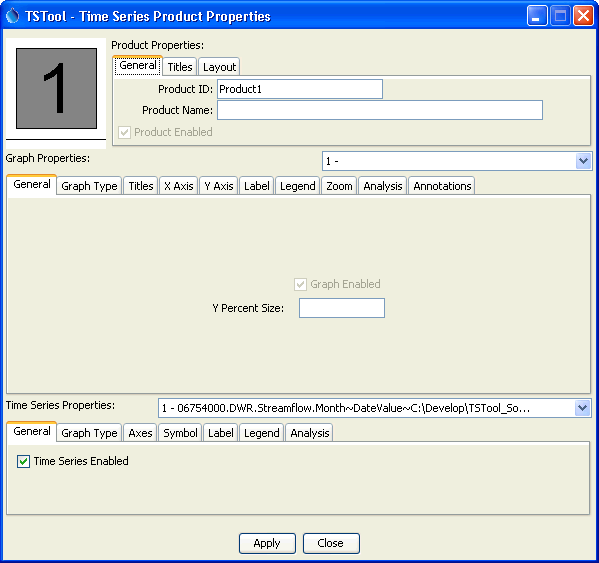 TSTool - Time Series Product Properties
1
Product Properties:
General Titles Layout
Product ID: Product1
Product Name:
Product Enabled
Graph Properties:
1 -
General Graph Type Titles X Axis Y Axis Label Legend Zoom Analysis Annotations
Graph Enabled
Y Percent Size:
Time Series Properties:
1 - 06754000.DWR.Streamflow.Month~DateValue~C:\Develop\TSTool_So...
General Graph Type Axes Symbol Label Legend Analysis
Time Series Enabled
Apply Close